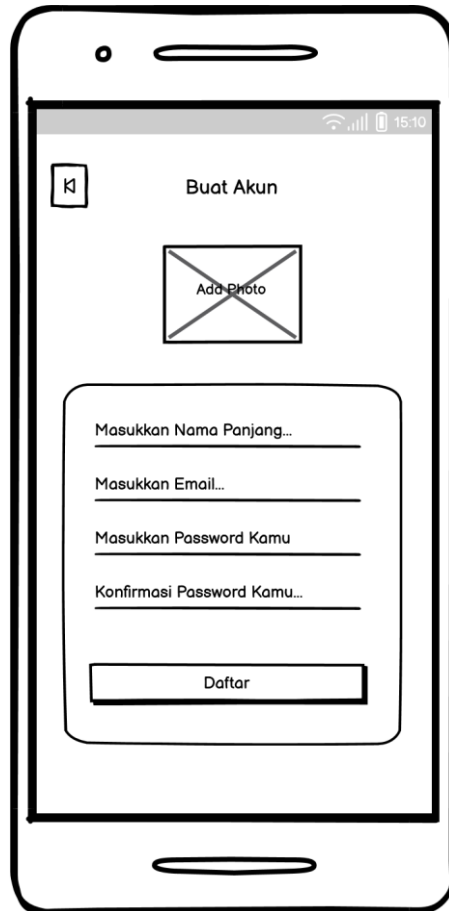 15:10
Buat Akun
Add Photo
Masukkan Nama Panjang...
Masukkan Email...
Masukkan Password Kamu
Konfirmasi Password Kamu...
Daftar